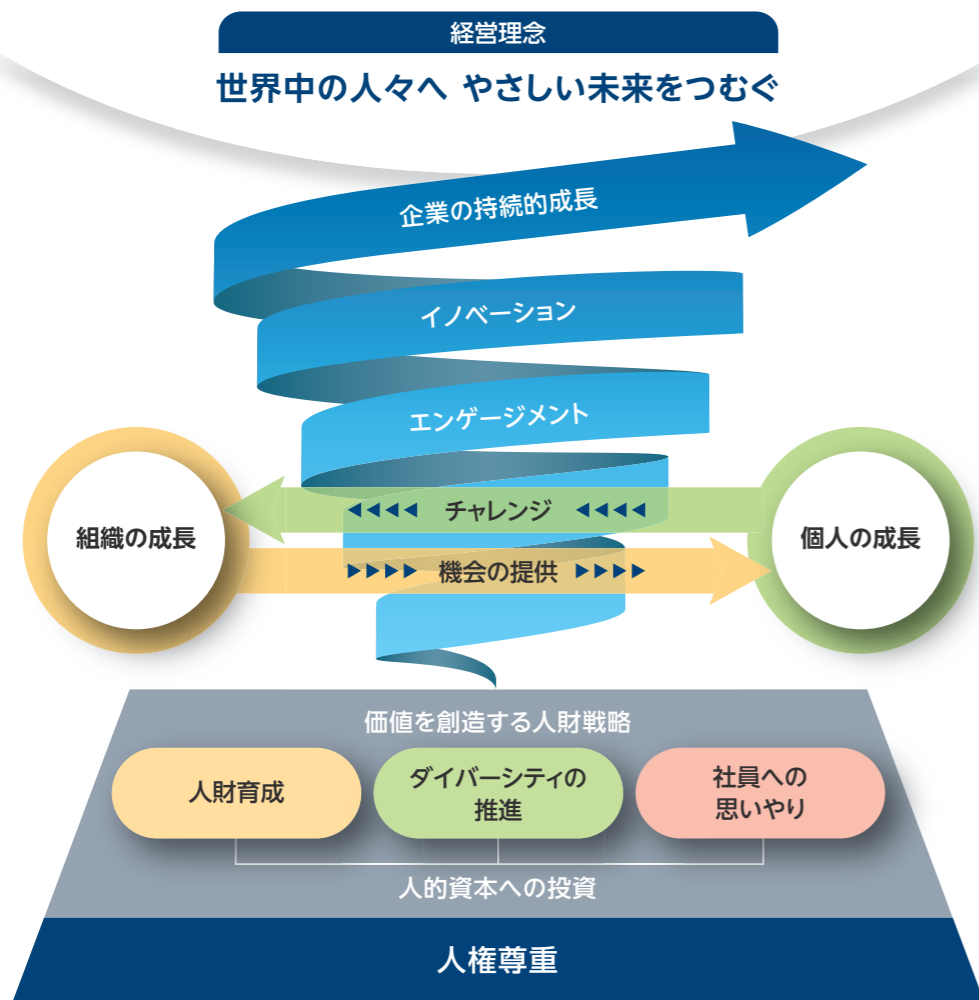 経営理念
世界中の人々へ やさしい未来をつむぐ
企業の持続的成長
イノベーション
エンゲージメント
組織の成長
チャレンジ
個人の成長
機会の提供
価値を創造する人財戦略
人財育成
ダイバーシティの
推進
社員への
思いやり
人的資本への投資
人権尊重